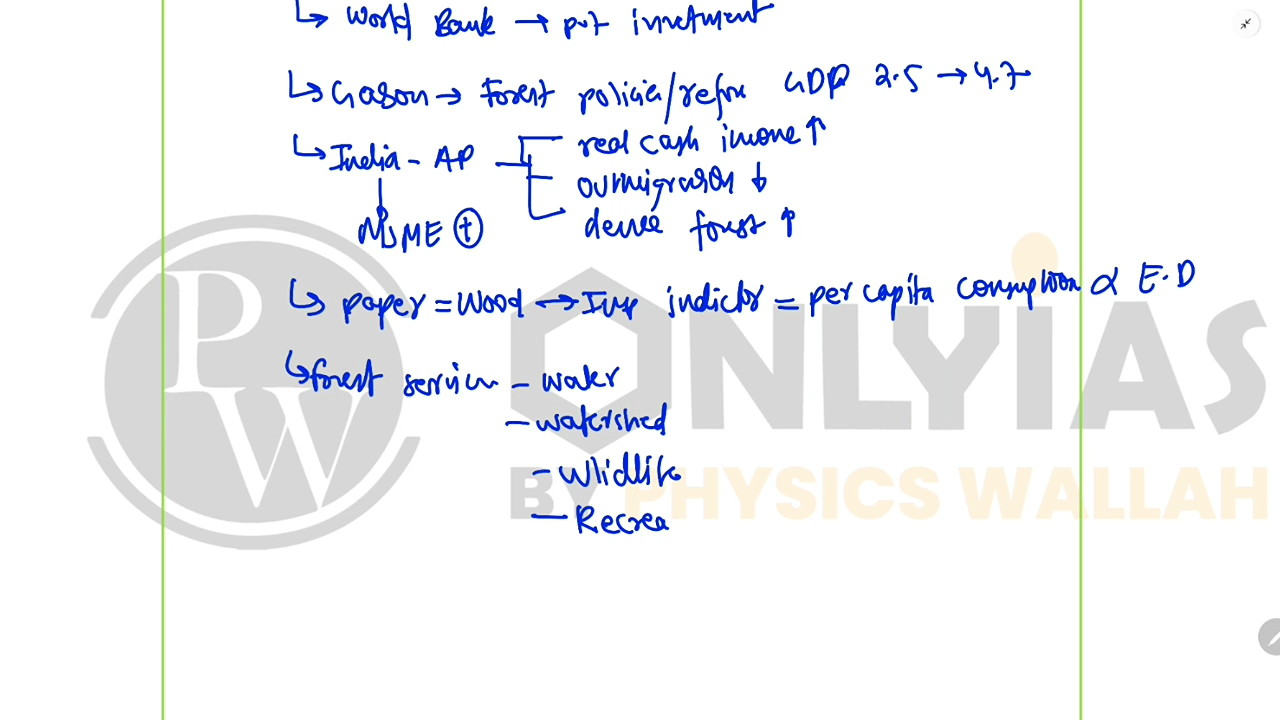 ↳ World Bank → put investment
↳ Gabon → Forest policies/refor GDP 2.5 → 4.7
↳ India - AP real cash income ↑
outmigration ↓
MSME + dense forest ↑
↳ paper = wood → Imp indicator = per capita consumption ∝ E.D
↳ forest services - water
- watershed
- Wildlife
- Recrea
PW
ONLYIAS
BY PHYSICS WALLAH